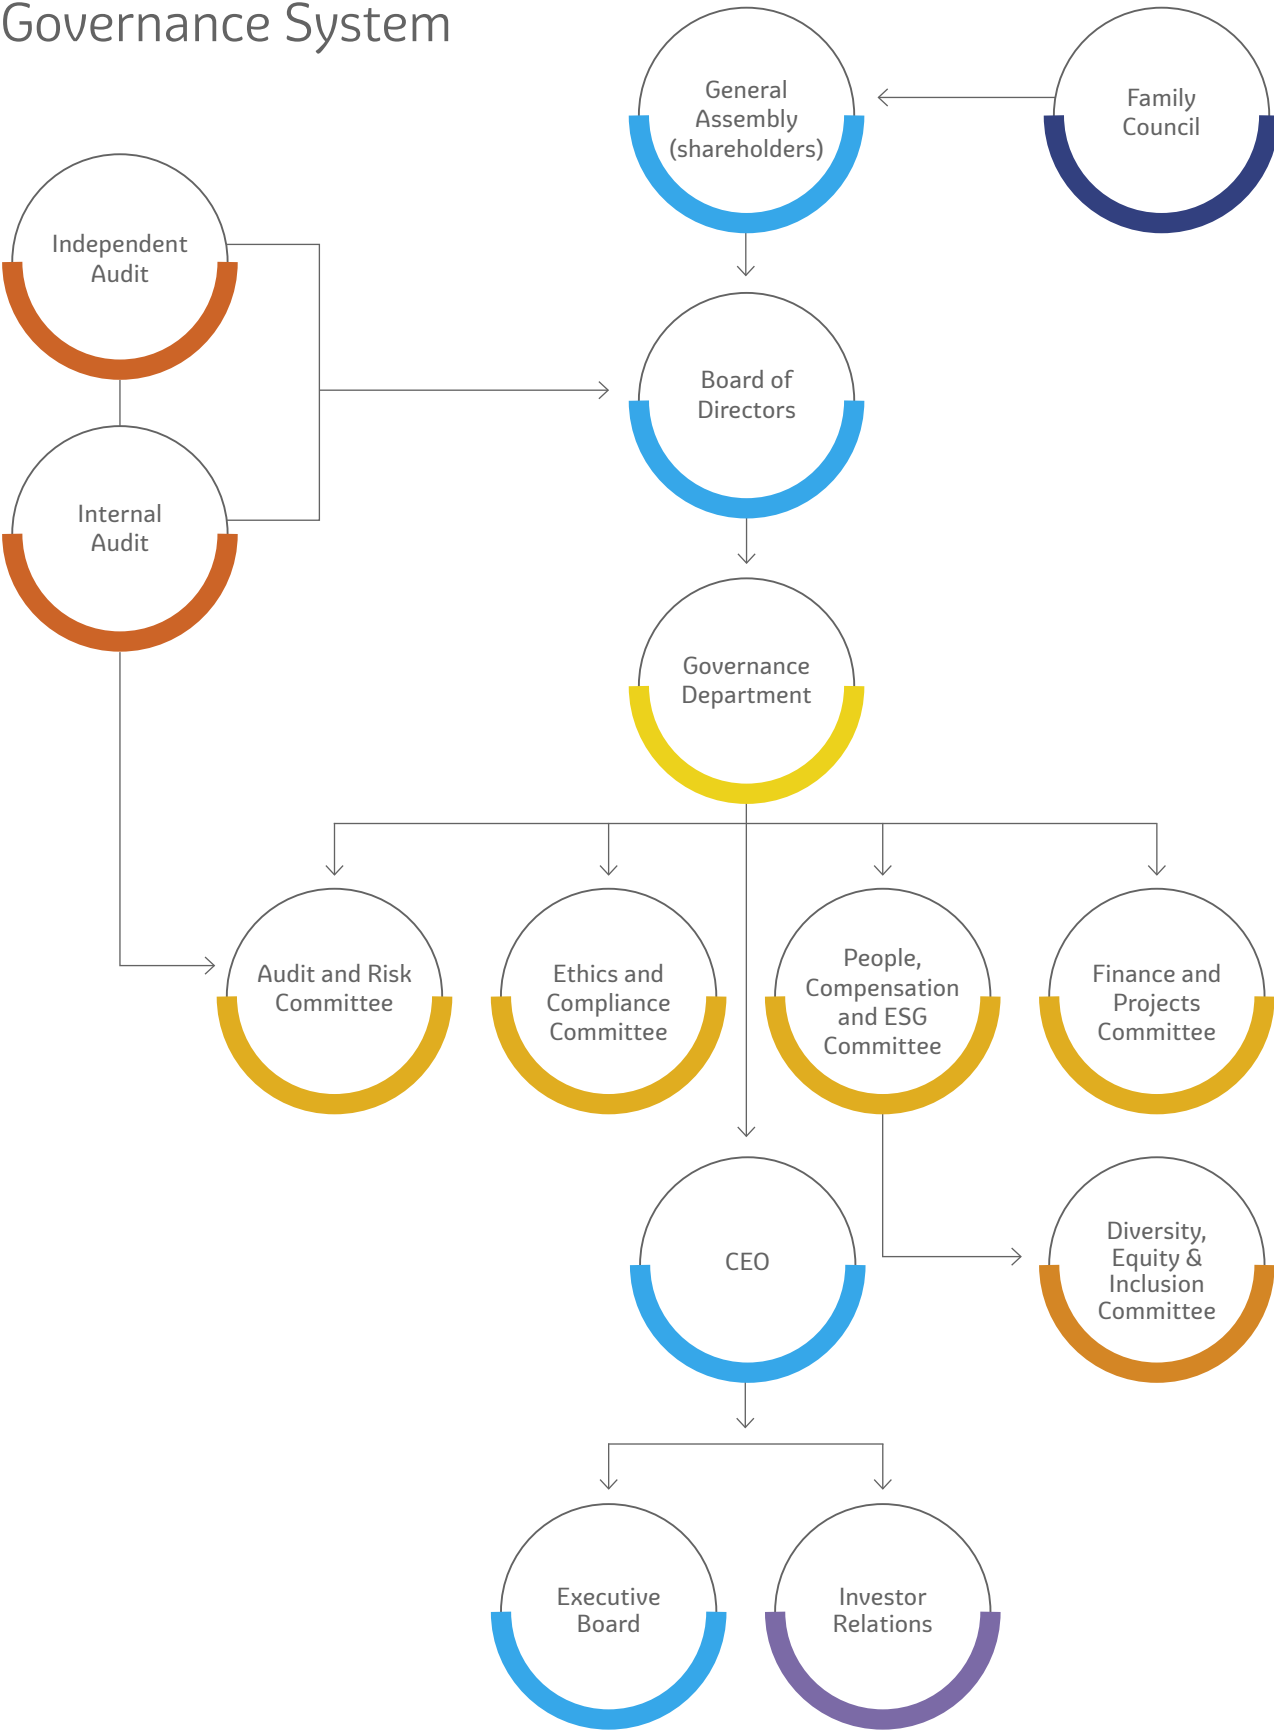 Governance System
General
Assembly
(shareholders)
Family
Council
Independent
Audit
Board of
Directors
Internal
Audit
Governance
Department
Audit and Risk
Committee
Ethics and
Compliance
Committee
People,
Compensation
and ESG
Committee
Finance and
Projects
Committee
CEO
Diversity,
Equity &
Inclusion
Committee
Executive
Board
Investor
Relations